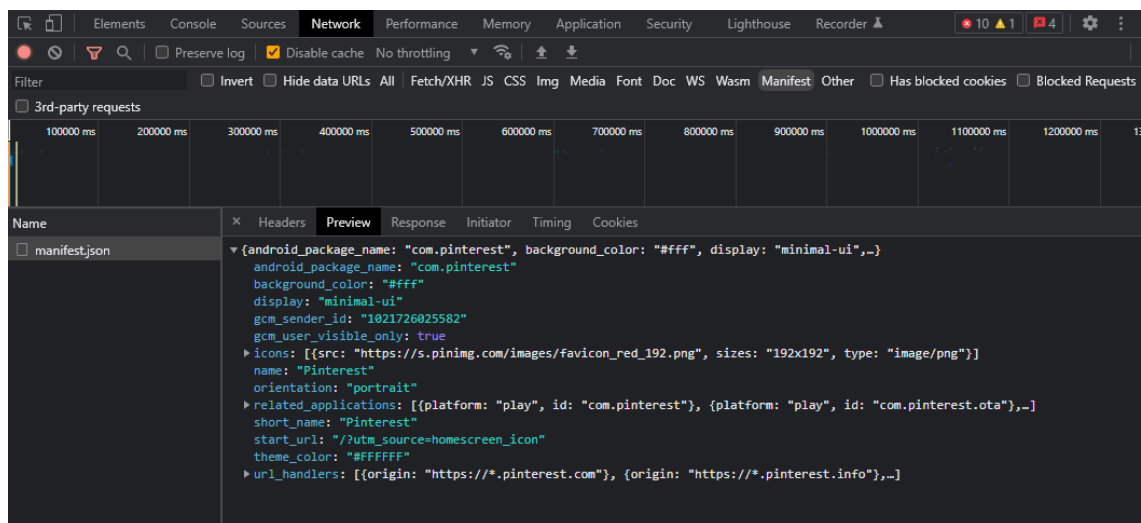 Elements Console Sources Network Performance Memory Application Security Lighthouse Recorder 10 1 4
Preserve log Disable cache No throttling
Filter Invert Hide data URLs All Fetch/XHR JS CSS Img Media Font Doc WS Wasm Manifest Other Has blocked cookies Blocked Requests
3rd-party requests
100000 ms 200000 ms 300000 ms 400000 ms 500000 ms 600000 ms 700000 ms 800000 ms 900000 ms 1000000 ms 1100000 ms 1200000 ms
Name × Headers Preview Response Initiator Timing Cookies
manifest.json
{android_package_name: "com.pinterest", background_color: "#fff", display: "minimal-ui",…}
android_package_name: "com.pinterest"
background_color: "#fff"
display: "minimal-ui"
gcm_sender_id: "1021726025582"
gcm_user_visible_only: true
icons: [{src: "https://s.pinimg.com/images/favicon_red_192.png", sizes: "192x192", type: "image/png"}]
name: "Pinterest"
orientation: "portrait"
related_applications: [{platform: "play", id: "com.pinterest"}, {platform: "play", id: "com.pinterest.ota"},…]
short_name: "Pinterest"
start_url: "/?utm_source=homescreen_icon"
theme_color: "#FFFFFF"
url_handlers: [{origin: "https://*.pinterest.com"}, {origin: "https://*.pinterest.info"},…]